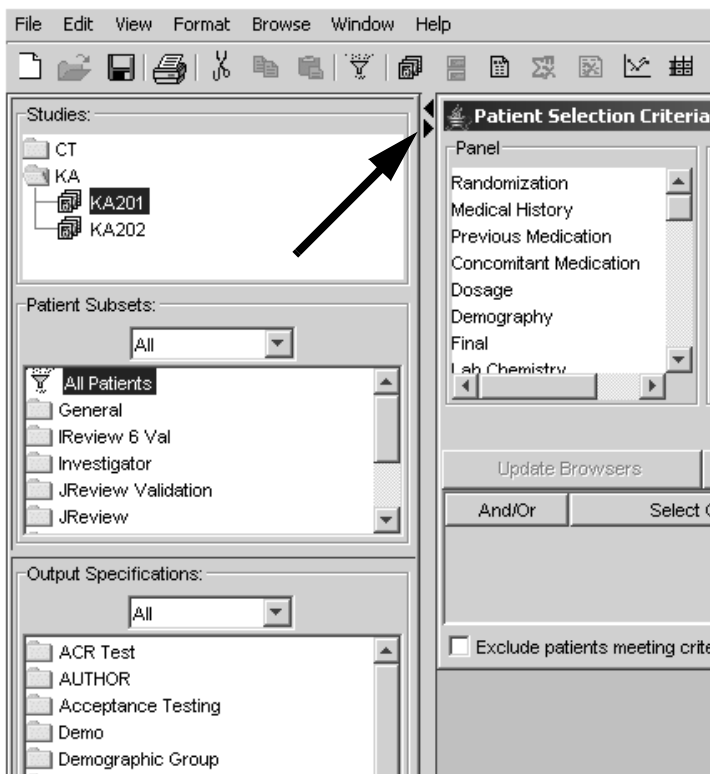 File Edit View Format Browse Window Help
Studies:
CT
KA
KA201
KA202
Patient Subsets:
All
All Patients
General
IReview 6 Val
Investigator
JReview Validation
JReview
Output Specifications:
All
ACR Test
AUTHOR
Acceptance Testing
Demo
Demographic Group
Patient Selection Criteria
Panel
Randomization
Medical History
Previous Medication
Concomitant Medication
Dosage
Demography
Final
Lab Chemistry
Update Browsers
And/Or Select
Exclude patients meeting crite